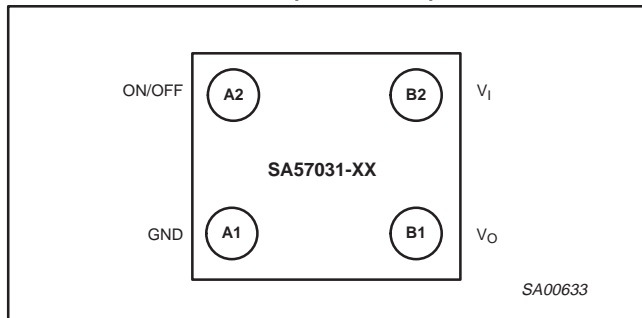 ON/OFF A2 B2 VI
SA57031-XX
GND A1 B1 VO
SA00633